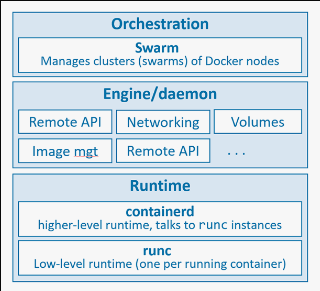 Orchestration
Swarm
Manages clusters (swarms) of Docker nodes
Engine/daemon
Remote API
Networking
Volumes
Image mgt
Remote API
...
Runtime
containerd
higher-level runtime, talks to runc instances
runc
Low-level runtime (one per running container)